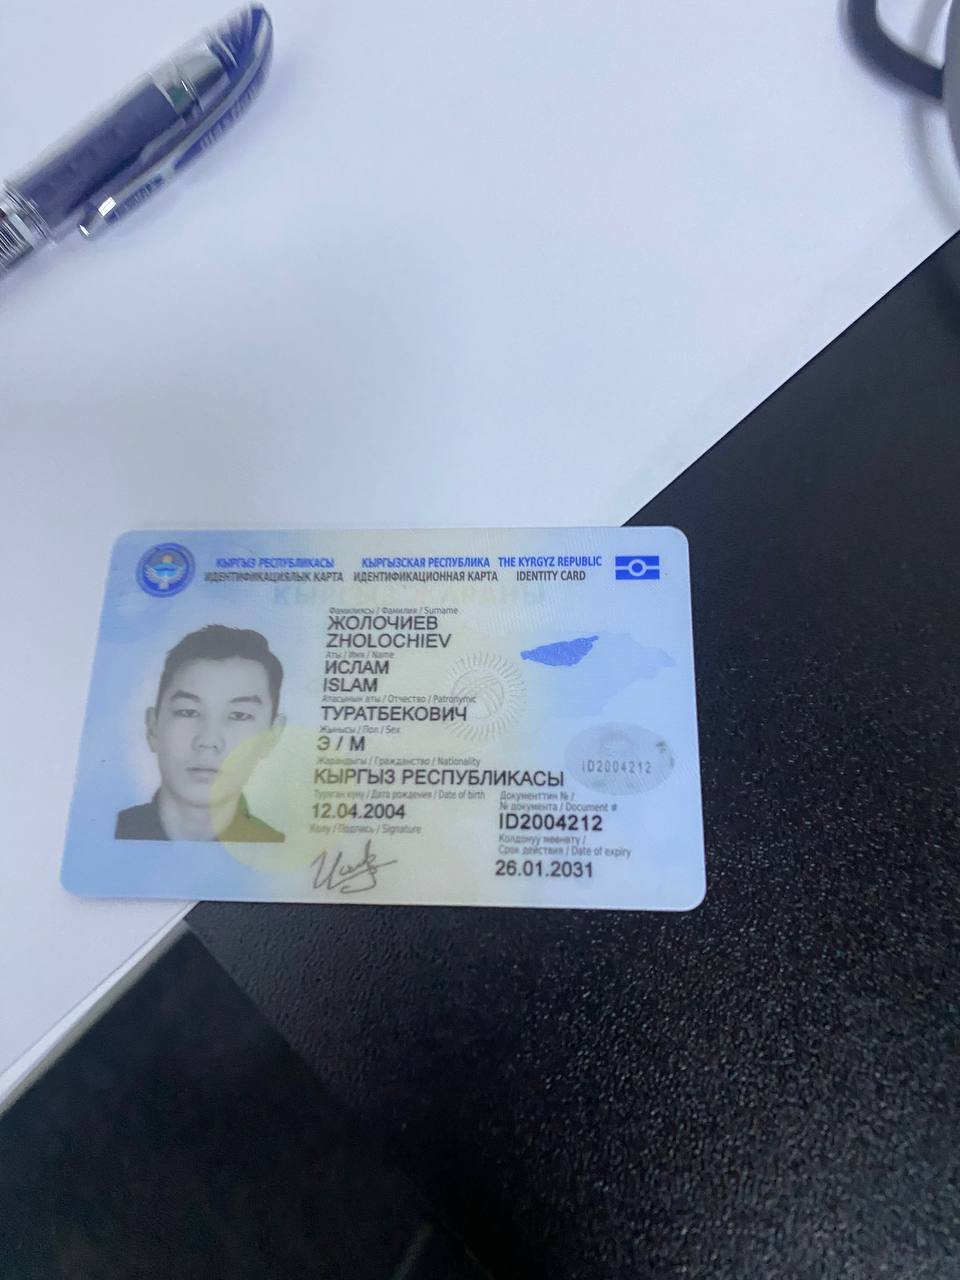 КЫРГЫЗ РЕСПУБЛИКАСЫ КЫРГЫЗСКАЯ РЕСПУБЛИКА THE KYRGYZ REPUBLIC
ИДЕНТИФИКАЦИЯЛЫК КАРТА ИДЕНТИФИКАЦИОННАЯ КАРТА IDENTITY CARD
Фамилиясы / Фамилия / Surname
ЖОЛОЧИЕВ
ZHOLOCHIEV
Аты / Имя / Name
ИСЛАМ
ISLAM
Атасынын аты / Отчество / Patronymic
ТУРАТБЕКОВИЧ
Жынысы / Пол / Sex
Э / М
Жарандыгы / Гражданство / Nationality
КЫРГЫЗ РЕСПУБЛИКАСЫ
Туулган күнү / Дата рождения / Date of birth
12.04.2004
Колу / Подпись / Signature
Документтин № /
№ документа / Document #
ID2004212
Колдонуу мөөнөтү /
Срок действия / Date of expiry
26.01.2031
ID2004212